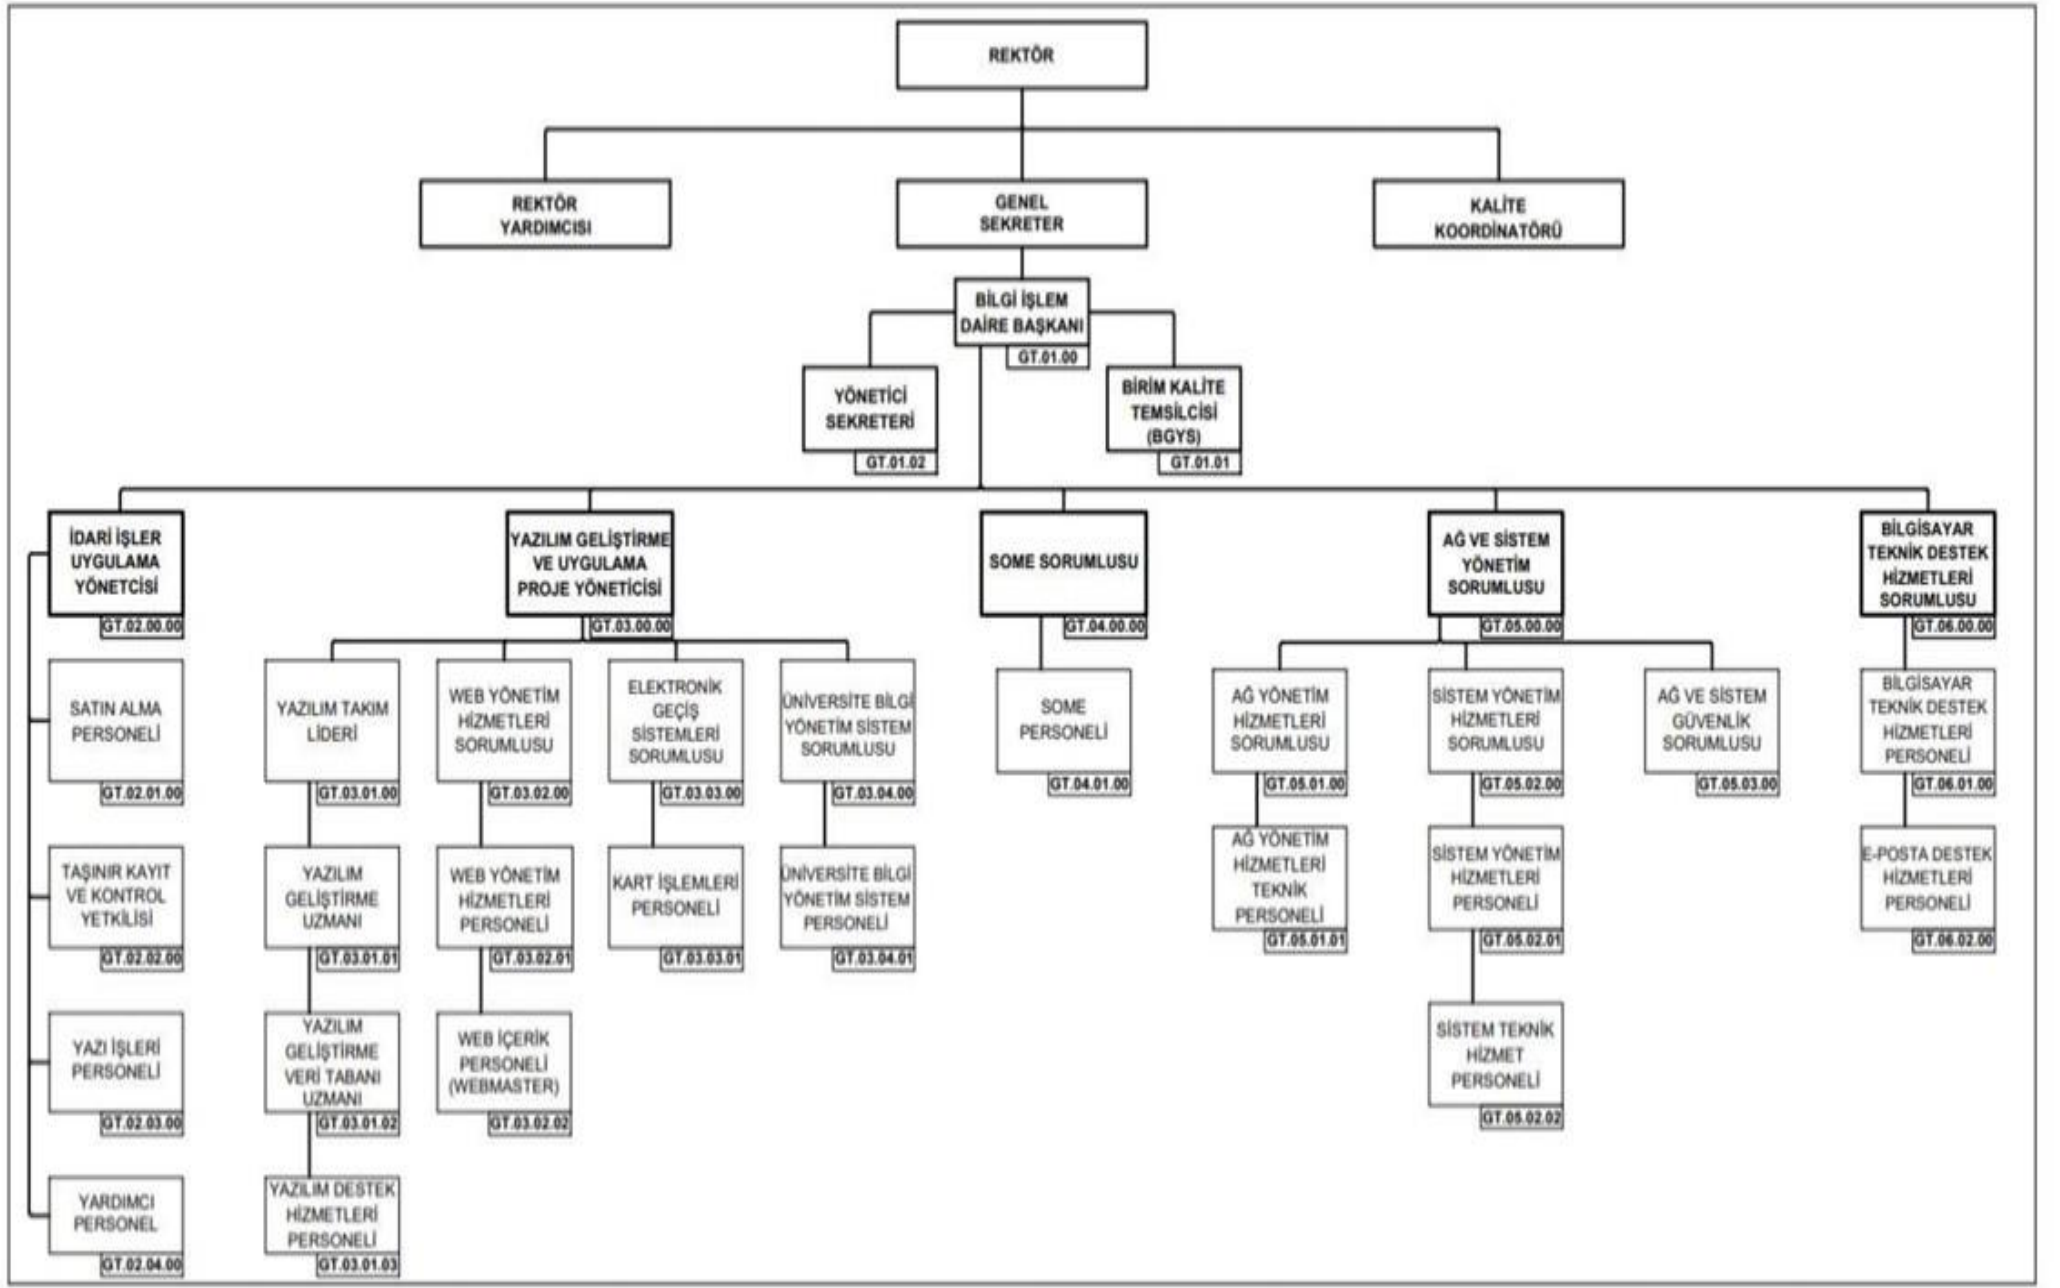 REKTÖR
REKTÖR
YARDIMCISI
GENEL
SEKRETER
KALİTE
KOORDİNATÖRÜ
BİLGİ İŞLEM
DAİRE BAŞKANI
GT.01.00
YÖNETİCİ
SEKRETERİ
GT.01.02
BİRİM KALİTE
TEMSİLCİSİ
(BGYS)
GT.01.01
İDARİ İŞLER
UYGULAMA
YÖNETCİSİ
GT.02.00.00
YAZILIM GELİŞTİRME
VE UYGULAMA
PROJE YÖNETİCİSİ
GT.03.00.00
SOME SORUMLUSU
GT.04.00.00
AĞ VE SİSTEM
YÖNETİM
SORUMLUSU
GT.05.00.00
BİLGİSAYAR
TEKNİK DESTEK
HİZMETLERİ
SORUMLUSU
GT.06.00.00
SATIN ALMA
PERSONELİ
GT.02.01.00
YAZILIM TAKIM
LİDERİ
GT.03.01.00
WEB YÖNETİM
HİZMETLERİ
SORUMLUSU
GT.03.02.00
ELEKTRONİK
GEÇİŞ
SİSTEMLERİ
SORUMLUSU
GT.03.03.00
ÜNİVERSİTE BİLGİ
YÖNETİM SİSTEM
SORUMLUSU
GT.03.04.00
SOME
PERSONELİ
GT.04.01.00
AĞ YÖNETİM
HİZMETLERİ
SORUMLUSU
GT.05.01.00
SİSTEM YÖNETİM
HİZMETLERİ
SORUMLUSU
GT.05.02.00
AĞ VE SİSTEM
GÜVENLİK
SORUMLUSU
GT.05.03.00
BİLGİSAYAR
TEKNİK DESTEK
HİZMETLERİ
PERSONELİ
GT.06.01.00
TAŞINIR KAYIT
VE KONTROL
YETKİLİSİ
GT.02.02.00
YAZILIM
GELİŞTİRME
UZMANI
GT.03.01.01
WEB YÖNETİM
HİZMETLERİ
PERSONELİ
GT.03.02.01
KART İŞLEMLERİ
PERSONELİ
GT.03.03.01
ÜNİVERSİTE BİLGİ
YÖNETİM SİSTEM
PERSONELİ
GT.03.04.01
AĞ YÖNETİM
HİZMETLERİ
TEKNİK
PERSONELİ
GT.05.01.01
SİSTEM YÖNETİM
HİZMETLERİ
PERSONELİ
GT.05.02.01
E-POSTA DESTEK
HİZMETLERİ
PERSONELİ
GT.06.02.00
YAZI İŞLERİ
PERSONELİ
GT.02.03.00
YAZILIM
GELİŞTİRME
VERİ TABANI
UZMANI
GT.03.01.02
WEB İÇERİK
PERSONELİ
(WEBMASTER)
GT.03.02.02
SİSTEM TEKNİK
HİZMET
PERSONELİ
GT.05.02.02
YARDIMCI
PERSONEL
GT.02.04.00
YAZILIM DESTEK
HİZMETLERİ
PERSONELİ
GT.03.01.03